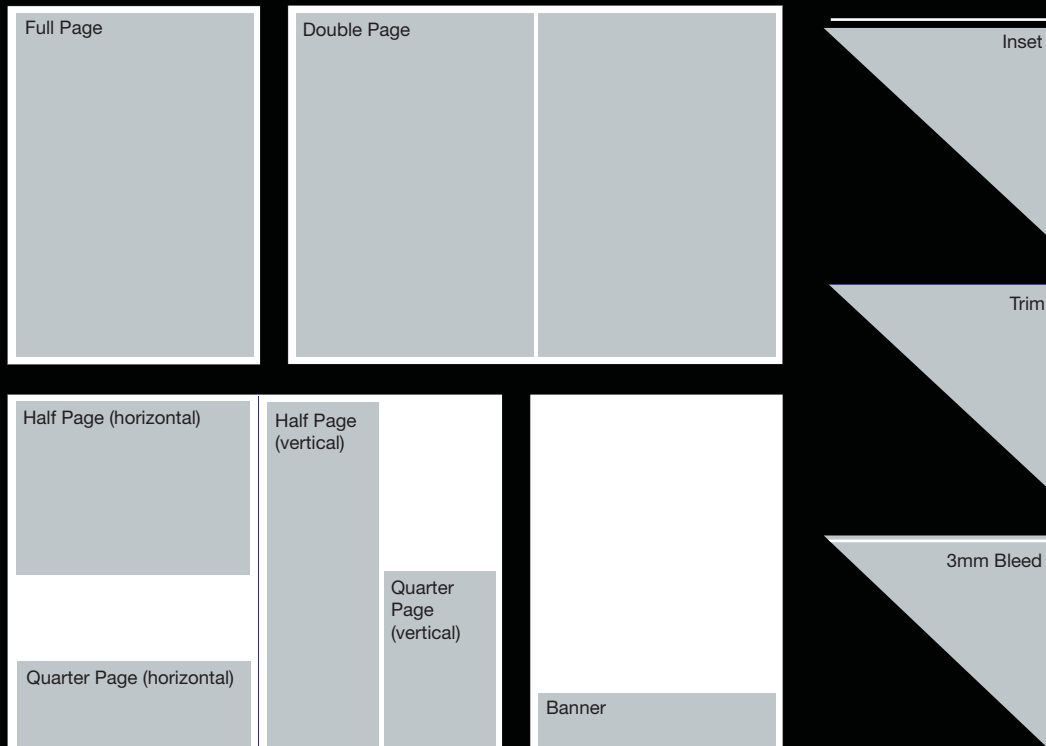 Full Page
Double Page
Inset
Trim
Half Page (horizontal)
Half Page
(vertical)
Quarter
Page
(vertical)
3mm Bleed
Quarter Page (horizontal)
Banner